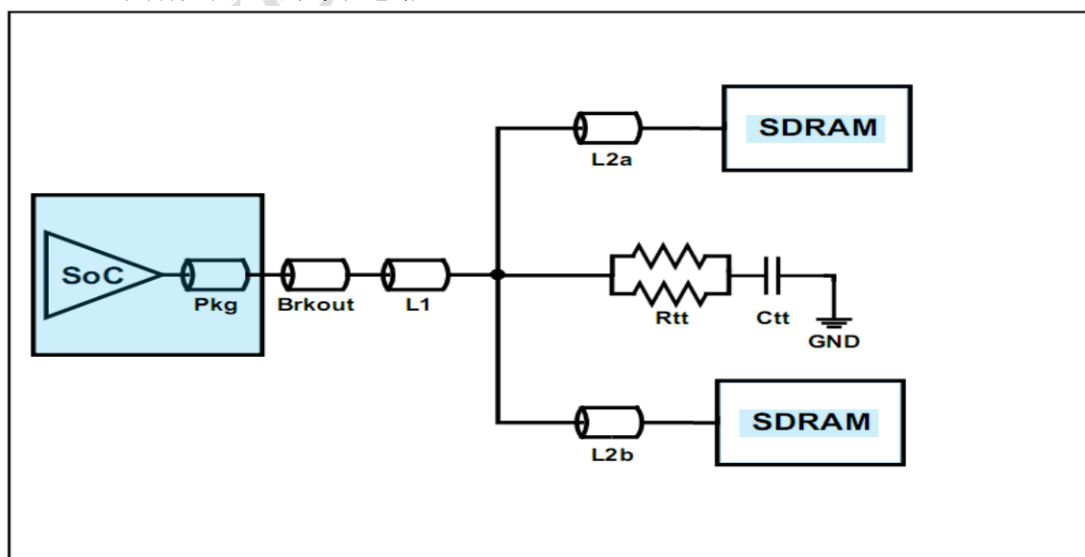 SDRAM
L2a
SoC
Pkg
Brkout
L1
Rtt
Ctt
GND
SDRAM
L2b